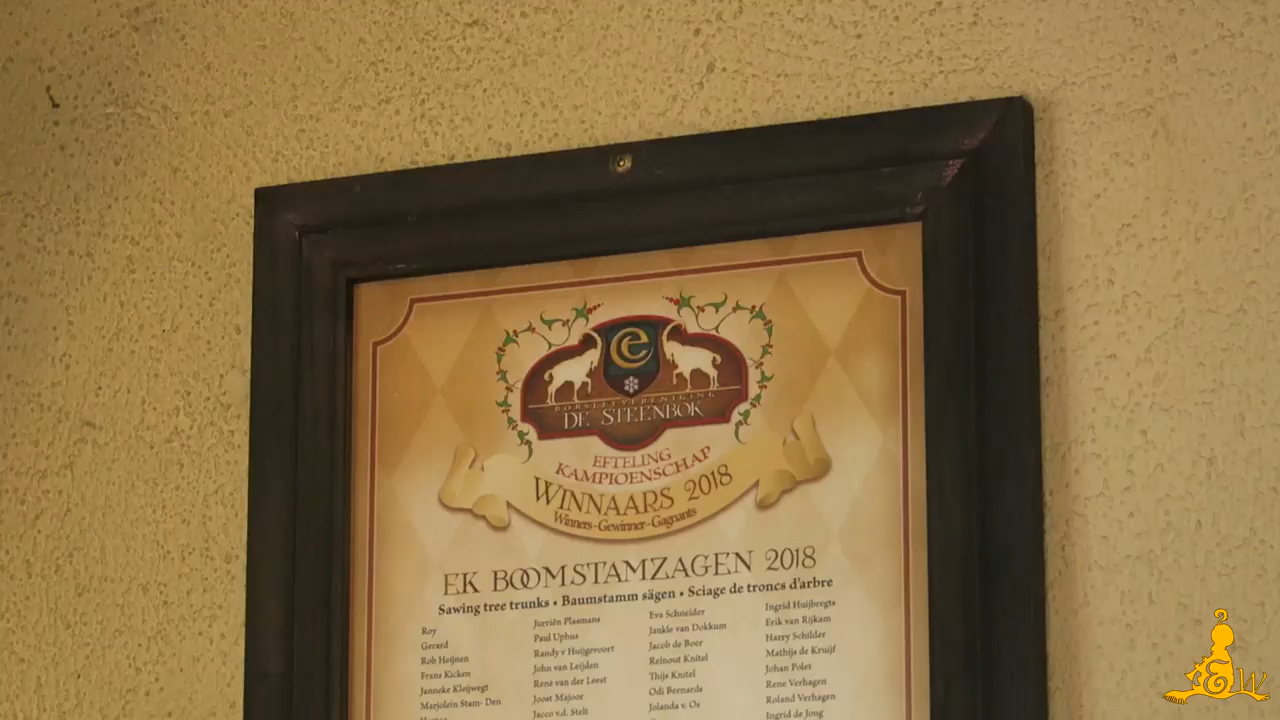 e
BOBSLEEVERENIGING
DE STEENBOK
EFTELING
KAMPIOENSCHAP
WINNAARS 2018
Winners - Gewinner - Gagnants
EK BOOMSTAMZAGEN 2018
Sawing tree trunks • Baumstamm sägen • Sciage de troncs d'arbre
Roy
Gerard
Rob Heijnen
Frans Kicken
Janneke Kleijwegt
Marjolein Stam- Den
Jurriën Plasmans
Paul Uphus
Randy v Huijgevoort
John van Leijden
René van der Leest
Joost Majoor
Jacco v.d. Stelt
Eva Schneider
Jaukle van Dokkum
Jacob de Boer
Reinout Knitel
Thijs Knitel
Odi Bernards
Jolanda v. Os
Ingrid Huijbregts
Erik van Rijkam
Harry Schilder
Mathijs de Kruijf
Johan Polet
Rene Verhagen
Roland Verhagen
Ingrid de Jong